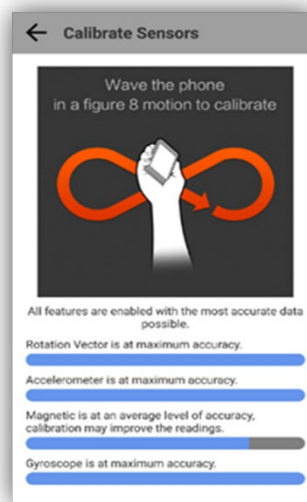 Calibrate Sensors
Wave the phone
in a figure 8 motion to calibrate
All features are enabled with the most accurate data
possible.
Rotation Vector is at maximum accuracy.
Accelerometer is at maximum accuracy.
Magnetic is at an average level of accuracy,
calibration may improve the readings.
Gyroscope is at maximum accuracy.